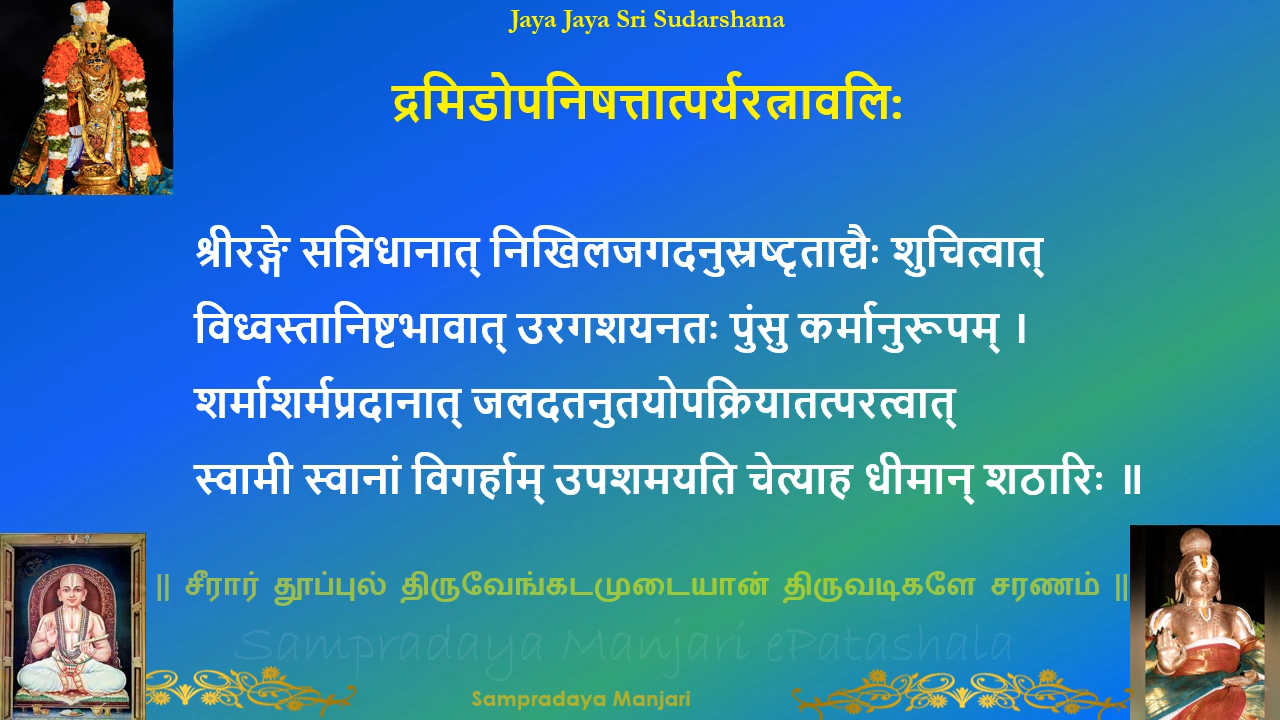 Jaya Jaya Sri Sudarshana
द्रमिडोपनिषत्तात्पर्यरत्नावलिः
श्रीरङ्गे सन्निधानात् निखिलजगदनुस्रष्टृताद्यैः शुचित्वात्
विध्वस्तानिष्टभावात् उरगशयनतः पुंसु कर्मानुरूपम् ।
शर्माशर्मप्रदानात् जलदतनुतयोपक्रियातत्परत्वात्
स्वामी स्वानां विगर्हाम् उपशमयति चेत्याह धीमान् शठारिः ॥
|| சீரார் தூப்புல் திருவேங்கடமுடையான் திருவடிகளே சரணம் ||
Sampradaya Manjari ePatashala
Sampradaya Manjari